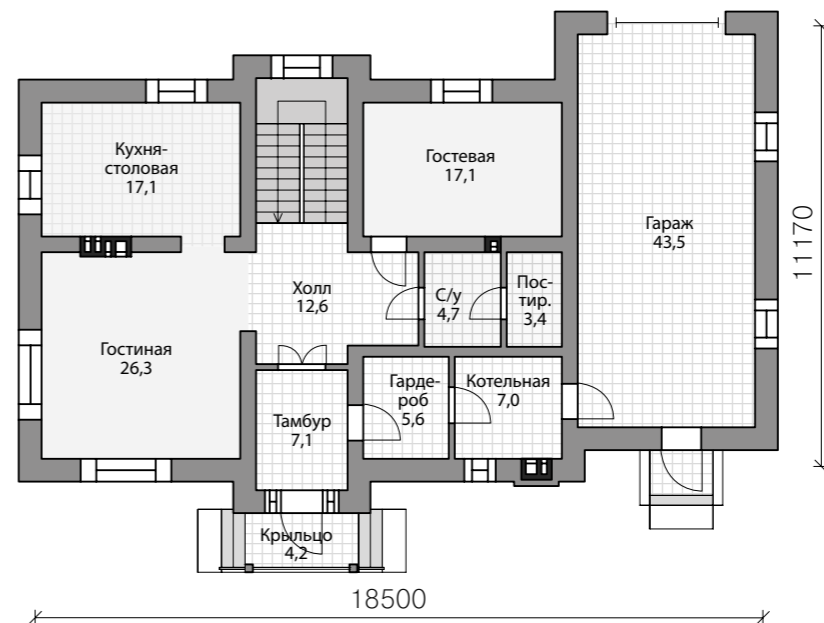 Кухня-
столовая
17,1
Гостевая
17,1
Гараж
43,5
11170
Холл
12,6
С/у
4,7
Пос-
тир.
3,4
Гостиная
26,3
Тамбур
7,1
Гарде-
роб
5,6
Котельная
7,0
Крыльцо
4,2
18500